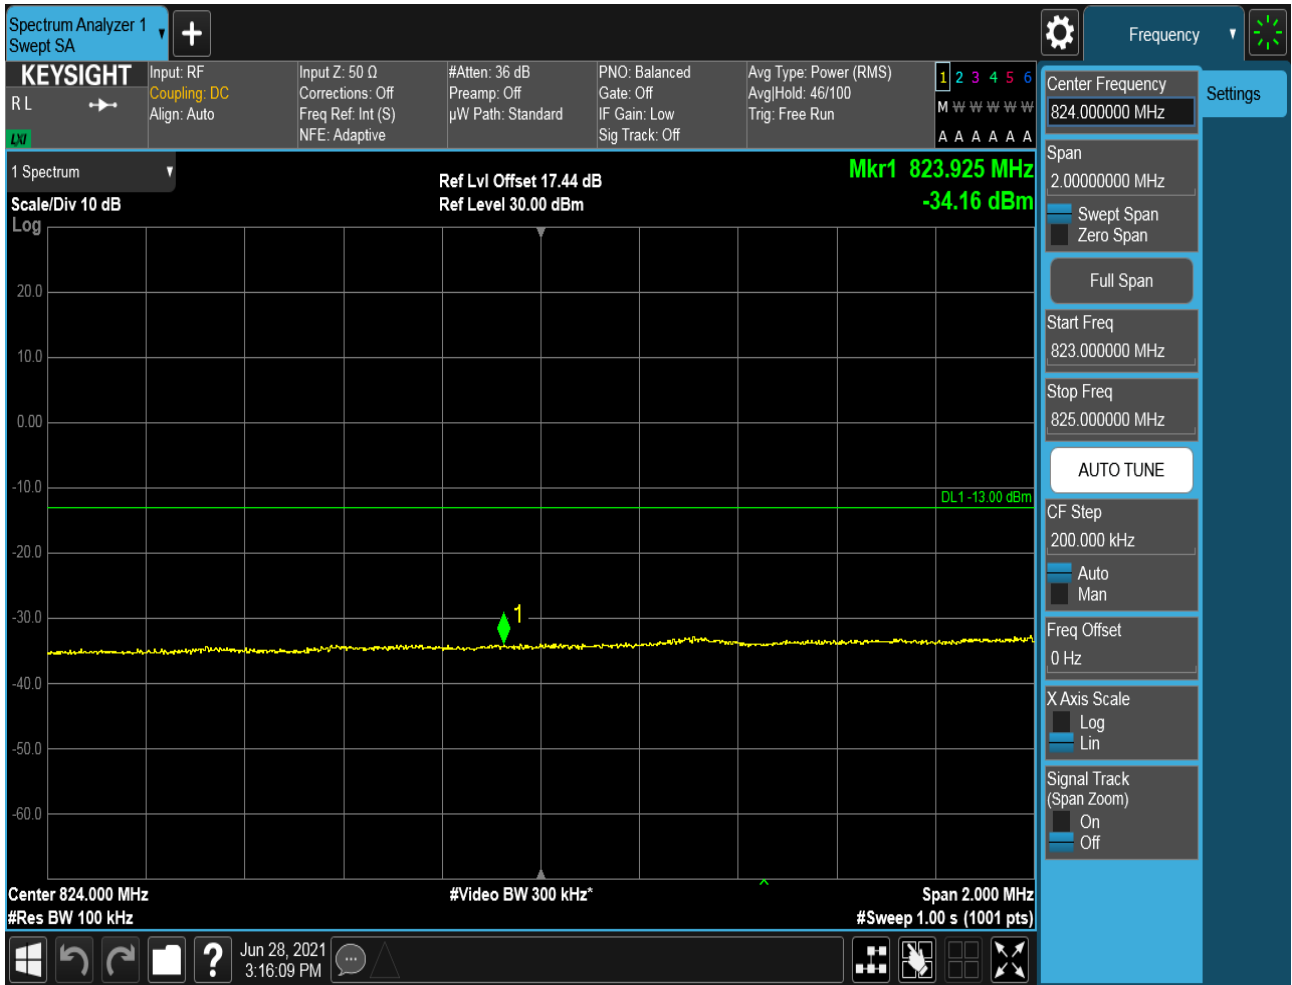 Spectrum Analyzer 1
Swept SA
Frequency
KEYSIGHT
R L
LXI
Input: RF
Coupling: DC
Align: Auto
Input Z: 50 Ω
Corrections: Off
Freq Ref: Int (S)
NFE: Adaptive
#Atten: 36 dB
Preamp: Off
µW Path: Standard
PNO: Balanced
Gate: Off
IF Gain: Low
Sig Track: Off
Avg Type: Power (RMS)
Avg|Hold: 46/100
Trig: Free Run
1 2 3 4 5 6
M W W W W W
A A A A A A
1 Spectrum
Scale/Div 10 dB
Log
Ref Lvl Offset 17.44 dB
Ref Level 30.00 dBm
Mkr1 823.925 MHz
-34.16 dBm
20.0
10.0
0.00
-10.0
DL1 -13.00 dBm
-20.0
1
-30.0
-40.0
-50.0
-60.0
Center 824.000 MHz
#Res BW 100 kHz
#Video BW 300 kHz*
Span 2.000 MHz
#Sweep 1.00 s (1001 pts)
?
Jun 28, 2021
3:16:09 PM
Settings
Center Frequency
824.000000 MHz
Span
2.00000000 MHz
Swept Span
Zero Span
Full Span
Start Freq
823.000000 MHz
Stop Freq
825.000000 MHz
AUTO TUNE
CF Step
200.000 kHz
Auto
Man
Freq Offset
0 Hz
X Axis Scale
Log
Lin
Signal Track
(Span Zoom)
On
Off